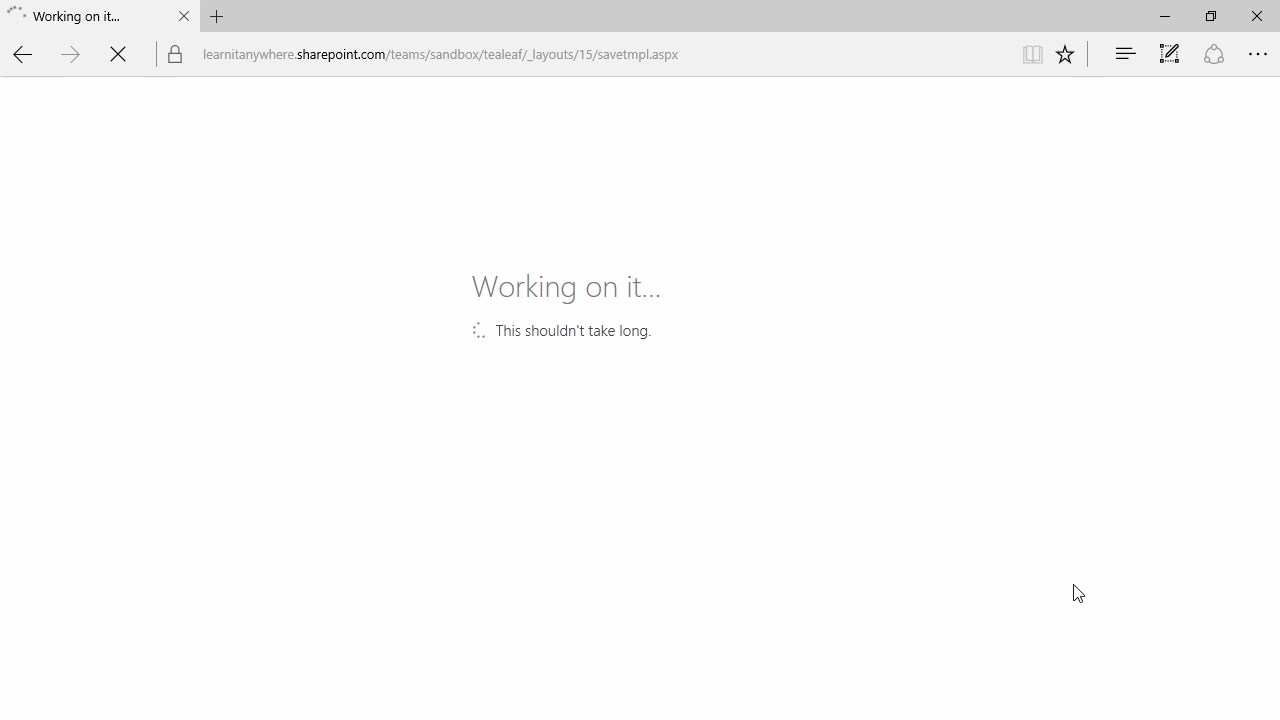 Working on it...
learnitanywhere.sharepoint.com/teams/sandbox/tealeaf/_layouts/15/savetmpl.aspx
Working on it...
This shouldn't take long.